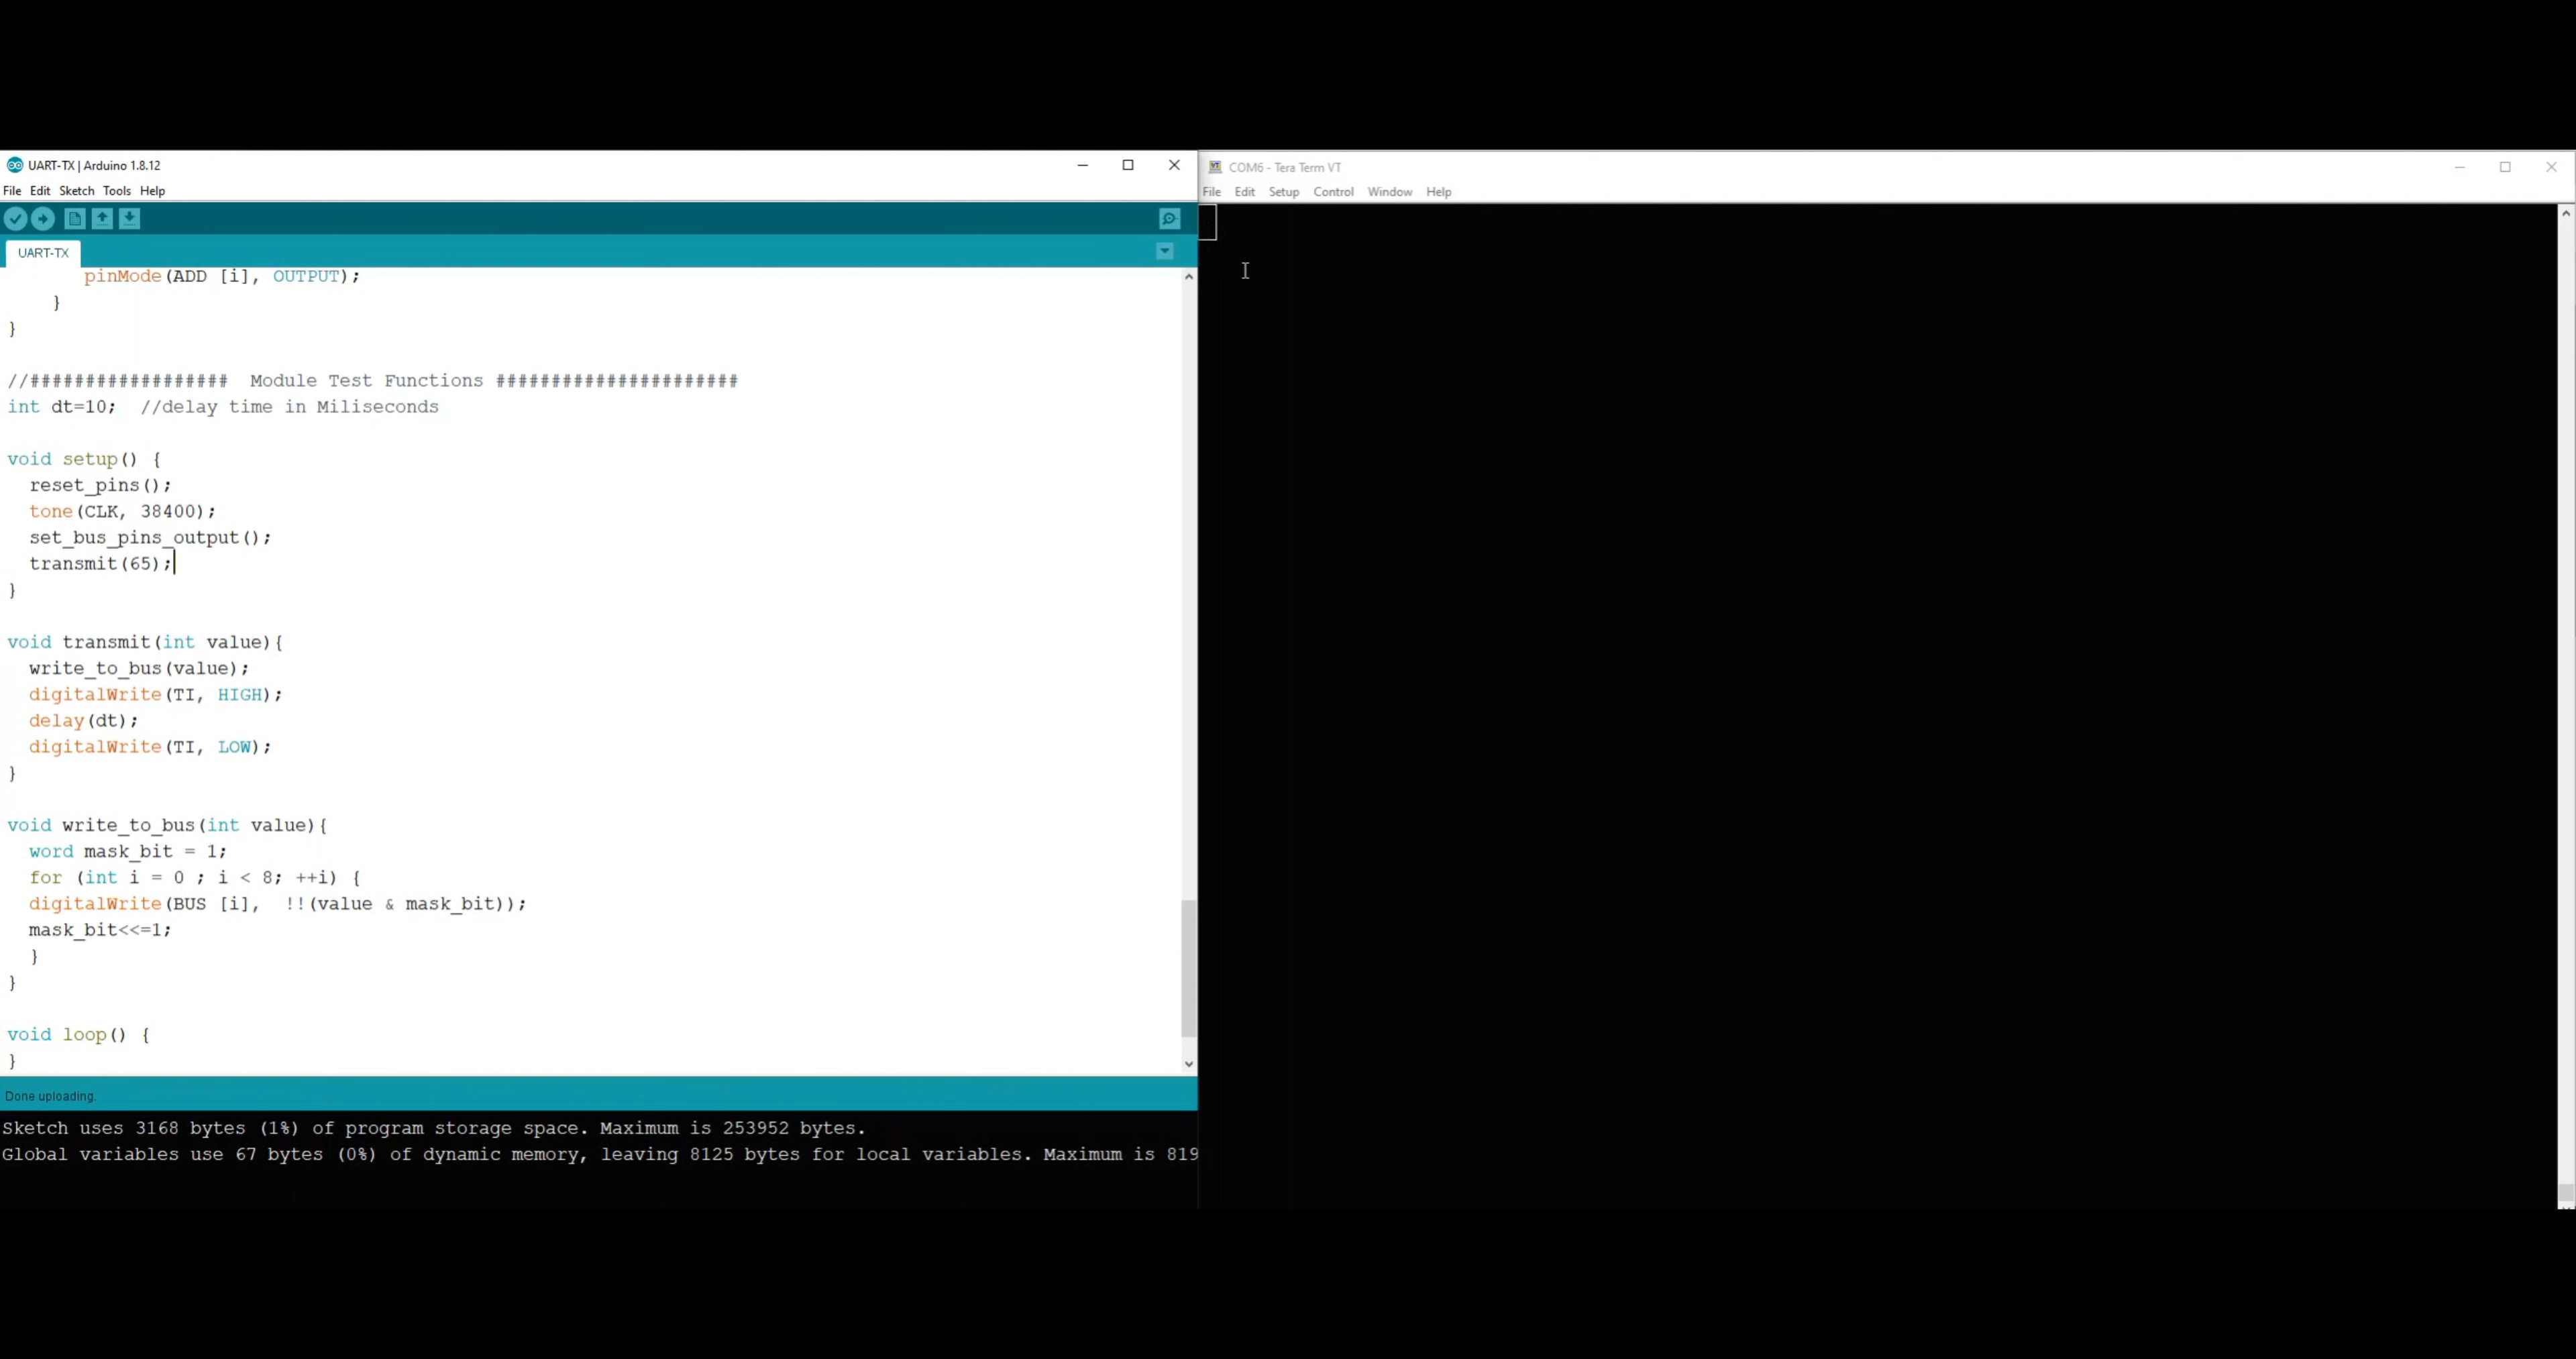 UART-TX | Arduino 1.8.12
File Edit Sketch Tools Help
UART-TX
pinMode(ADD [i], OUTPUT);
}
}
//################## Module Test Functions ######################
int dt=10; //delay time in Miliseconds
void setup() {
reset_pins();
tone(CLK, 38400);
set_bus_pins_output();
transmit(65);
}
void transmit(int value){
write_to_bus(value);
digitalWrite(TI, HIGH);
delay(dt);
digitalWrite(TI, LOW);
}
void write_to_bus(int value){
word mask_bit = 1;
for (int i = 0 ; i < 8; ++i) {
digitalWrite(BUS [i], !!(value & mask_bit));
mask_bit<<=1;
}
}
void loop() {
}
Done uploading.
Sketch uses 3168 bytes (1%) of program storage space. Maximum is 253952 bytes.
Global variables use 67 bytes (0%) of dynamic memory, leaving 8125 bytes for local variables. Maximum is 819
COM6 - Tera Term VT
File Edit Setup Control Window Help